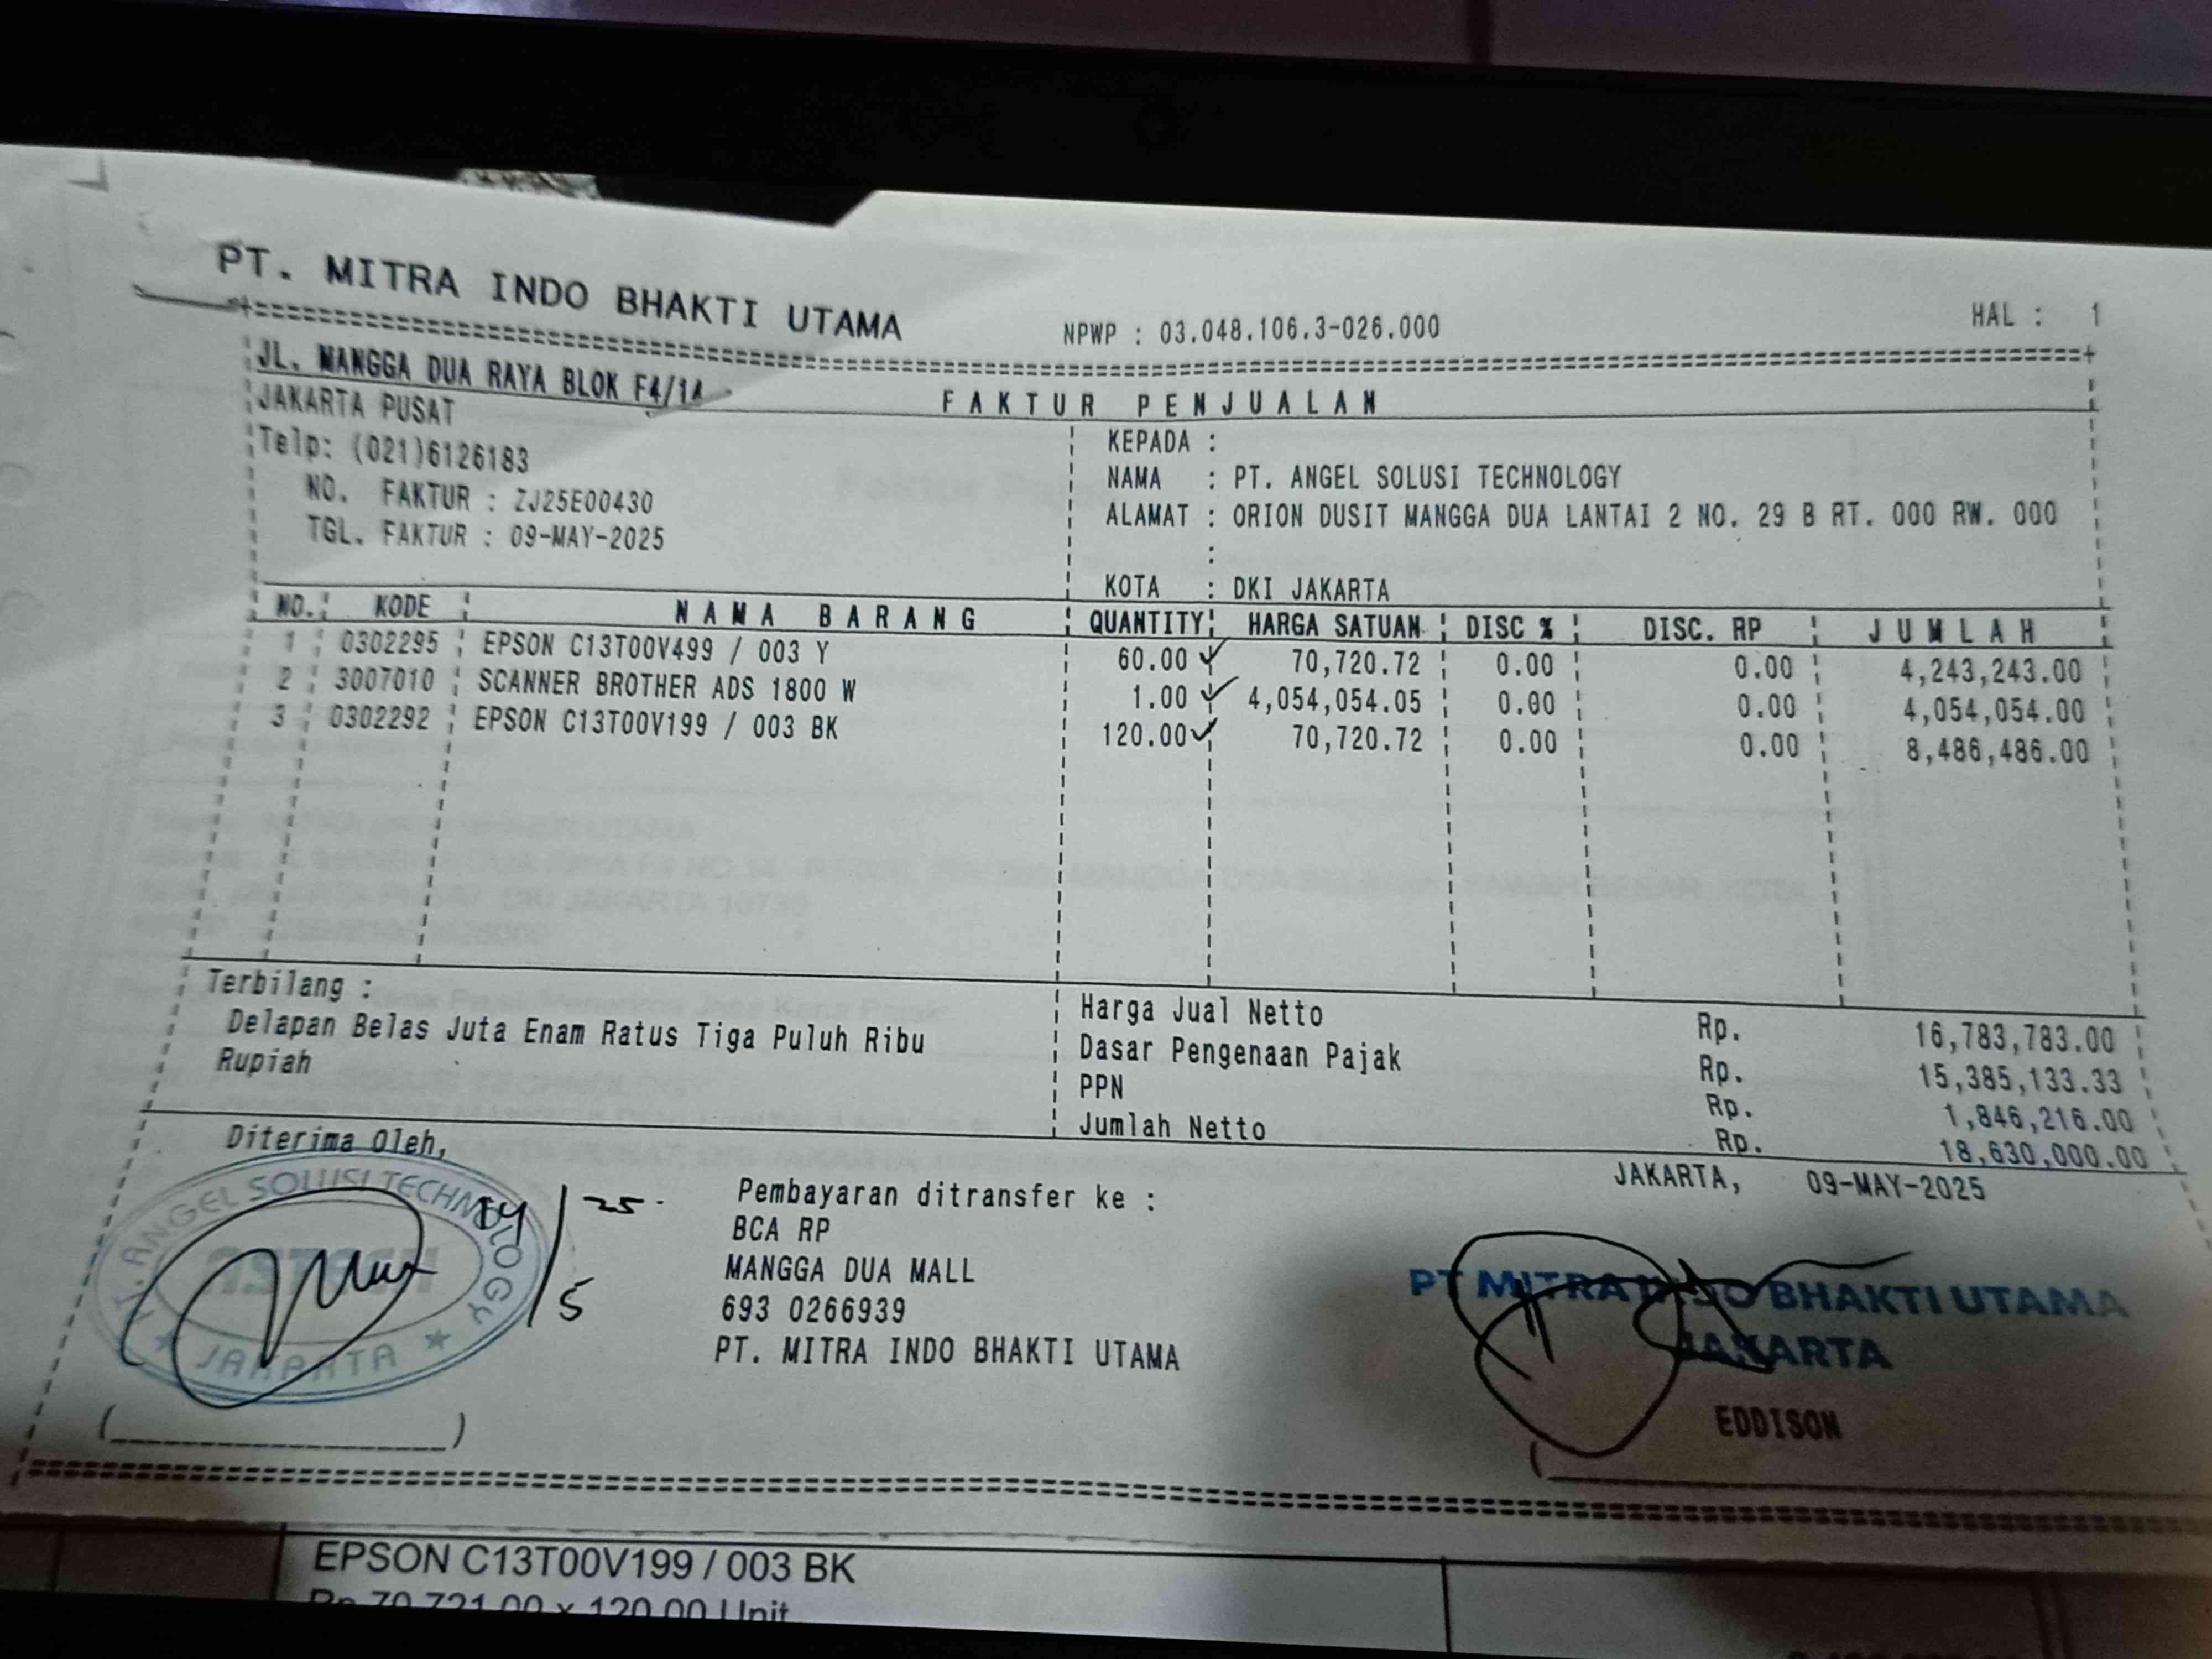 PT. MITRA INDO BHAKTI UTAMA
NPWP : 03.048.106.3-026.000
HAL : 1
JL. MANGGA DUA RAYA BLOK F4/14
JAKARTA PUSAT
Telp: (021)6126183
NO. FAKTUR : ZJ25E00430
TGL. FAKTUR : 09-MAY-2025
FAKTUR PENJUALAN
KEPADA :
NAMA : PT. ANGEL SOLUSI TECHNOLOGY
ALAMAT : ORION DUSIT MANGGA DUA LANTAI 2 NO. 29 B RT. 000 RW. 000
:
KOTA : DKI JAKARTA
NO. KODE NAMA BARANG QUANTITY HARGA SATUAN DISC % DISC. RP JUMLAH
1 0302295 EPSON C13T00V499 / 003 Y 60.00 70,720.72 0.00 0.00 4,243,243.00
2 3007010 SCANNER BROTHER ADS 1800 W 1.00 4,054,054.05 0.00 0.00 4,054,054.00
3 0302292 EPSON C13T00V199 / 003 BK 120.00 70,720.72 0.00 0.00 8,486,486.00
Terbilang :
Delapan Belas Juta Enam Ratus Tiga Puluh Ribu
Rupiah
Harga Jual Netto Rp. 16,783,783.00
Dasar Pengenaan Pajak Rp. 15,385,133.33
PPN Rp. 1,846,216.00
Jumlah Netto Rp. 18,630,000.00
Diterima Oleh,
PT. ANGEL SOLUSI TECHNOLOGY
JAKARTA
/5 25
Pembayaran ditransfer ke :
BCA RP
MANGGA DUA MALL
693 0266939
PT. MITRA INDO BHAKTI UTAMA
JAKARTA, 09-MAY-2025
PT MITRA INDO BHAKTI UTAMA
JAKARTA
EDDISON
EPSON C13T00V199 / 003 BK
Rp 70.721,00 x 120,00 Unit